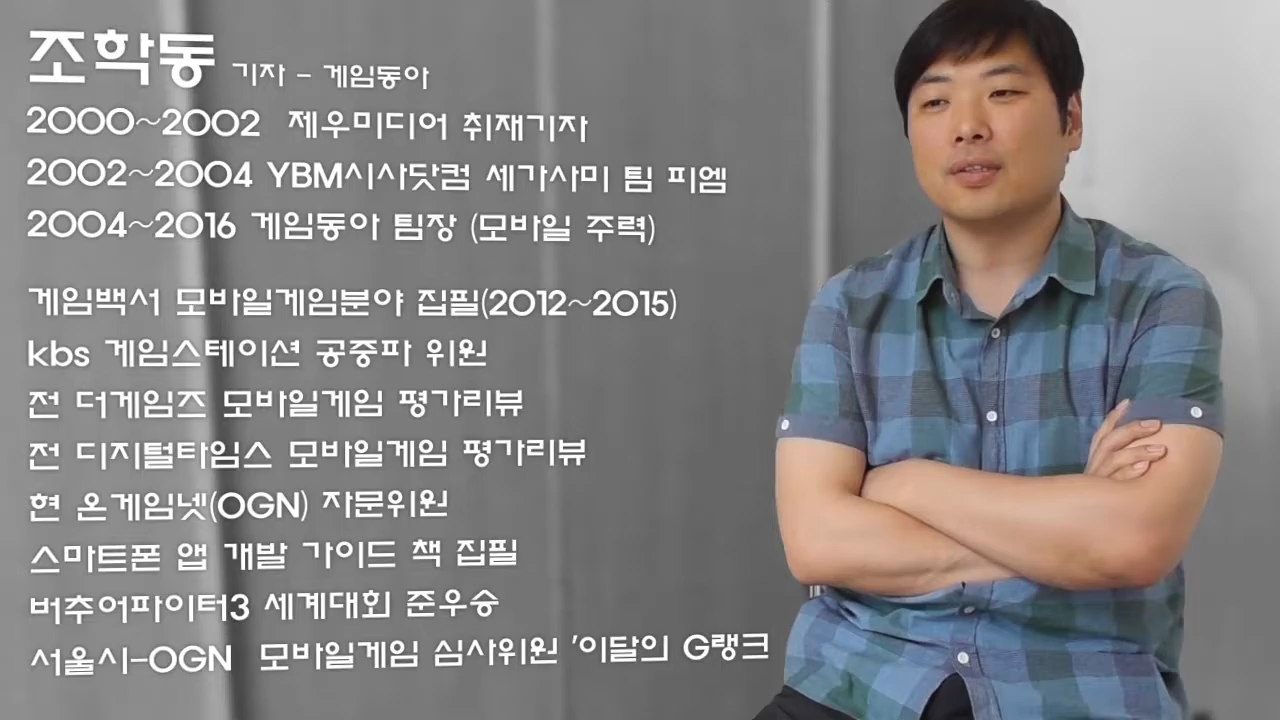 조학동 기자 - 게임동아
2000~2002 제우미디어 취재기자
2002~2004 YBM시사닷컴 세가사미 팀 피엠
2004~2016 게임동아 팀장 (모바일 주력)
게임백서 모바일게임분야 집필(2012~2015)
kbs 게임스테이션 공중파 위원
전 더게임즈 모바일게임 평가리뷰
전 디지털타임스 모바일게임 평가리뷰
현 온게임넷(OGN) 자문위원
스마트폰 앱 개발 가이드 책 집필
버추어파이터3 세계대회 준우승
서울시-OGN 모바일게임 심사위원 '이달의 G랭크